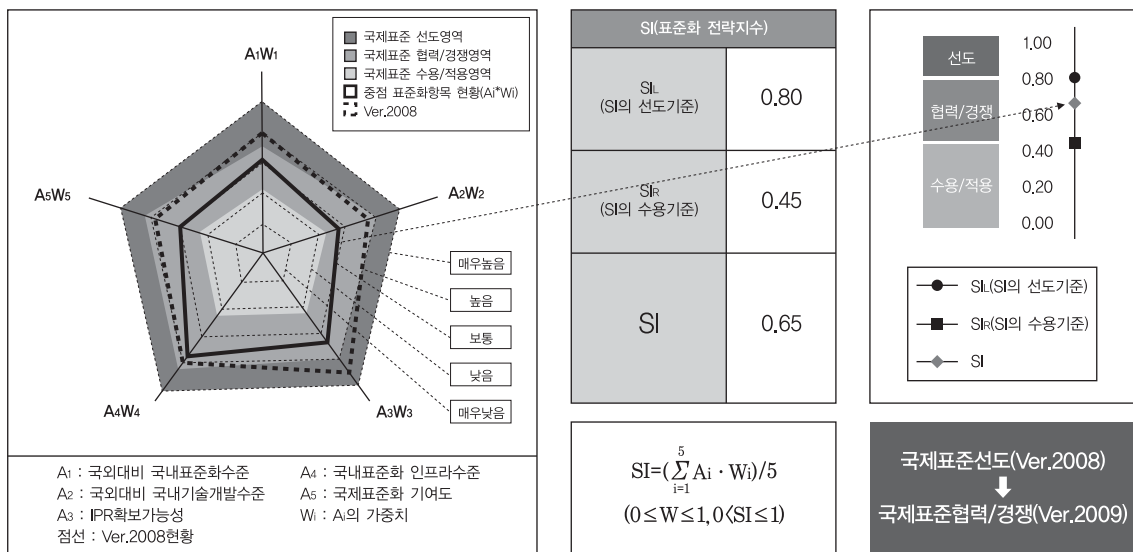 국제표준 선도영역
국제표준 협력/경쟁영역
국제표준 수용/적용영역
중점 표준화항목 현황(Ai*Wi)
Ver.2008
A1W1
A2W2
A3W3
A4W4
A5W5
매우높음
높음
보통
낮음
매우낮음
A1 : 국외대비 국내표준화수준
A2 : 국외대비 국내기술개발수준
A3 : IPR확보가능성
점선 : Ver.2008현황
A4 : 국내표준화 인프라수준
A5 : 국제표준화 기여도
Wi : Ai의 가중치
SI(표준화 전략지수)
SIL
(SI의 선도기준)
0.80
SIR
(SI의 수용기준)
0.45
SI
0.65
SI=(∑Ai · Wi)/5
5
i=1
(0≤W≤1, 0<SI≤1)
선도
협력/경쟁
수용/적용
1.00
0.80
0.60
0.40
0.20
0.00
SIL(SI의 선도기준)
SIR(SI의 수용기준)
SI
국제표준선도(Ver.2008)
국제표준협력/경쟁(Ver.2009)